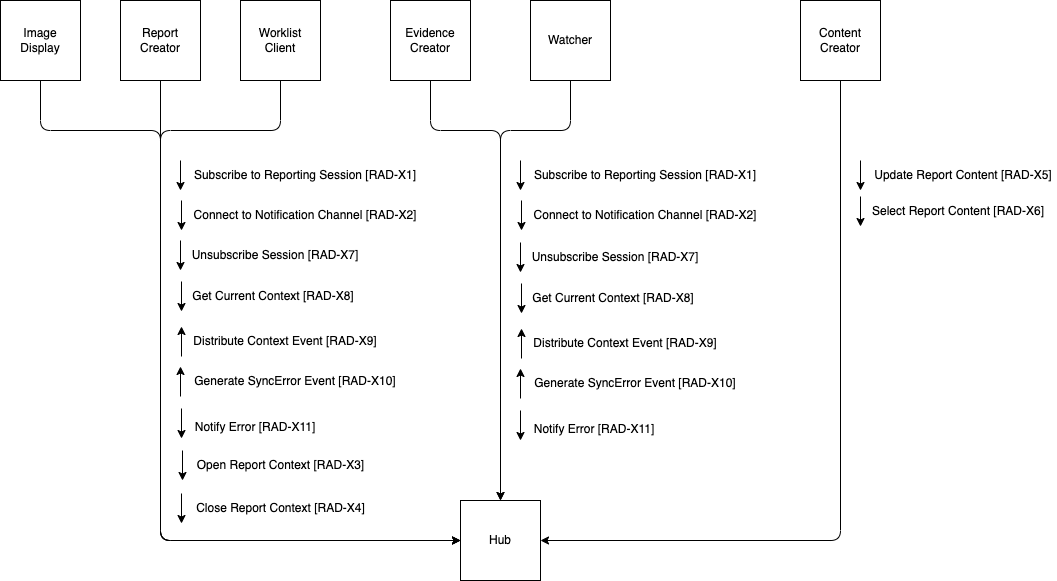 Image
Display
Report
Creator
Worklist
Client
Evidence
Creator
Watcher
Content
Creator
Subscribe to Reporting Session [RAD-X1]
Connect to Notification Channel [RAD-X2]
Unsubscribe Session [RAD-X7]
Get Current Context [RAD-X8]
Distribute Context Event [RAD-X9]
Generate SyncError Event [RAD-X10]
Notify Error [RAD-X11]
Open Report Context [RAD-X3]
Close Report Context [RAD-X4]
Subscribe to Reporting Session [RAD-X1]
Connect to Notification Channel [RAD-X2]
Unsubscribe Session [RAD-X7]
Get Current Context [RAD-X8]
Distribute Context Event [RAD-X9]
Generate SyncError Event [RAD-X10]
Notify Error [RAD-X11]
Update Report Content [RAD-X5]
Select Report Content [RAD-X6]
Hub